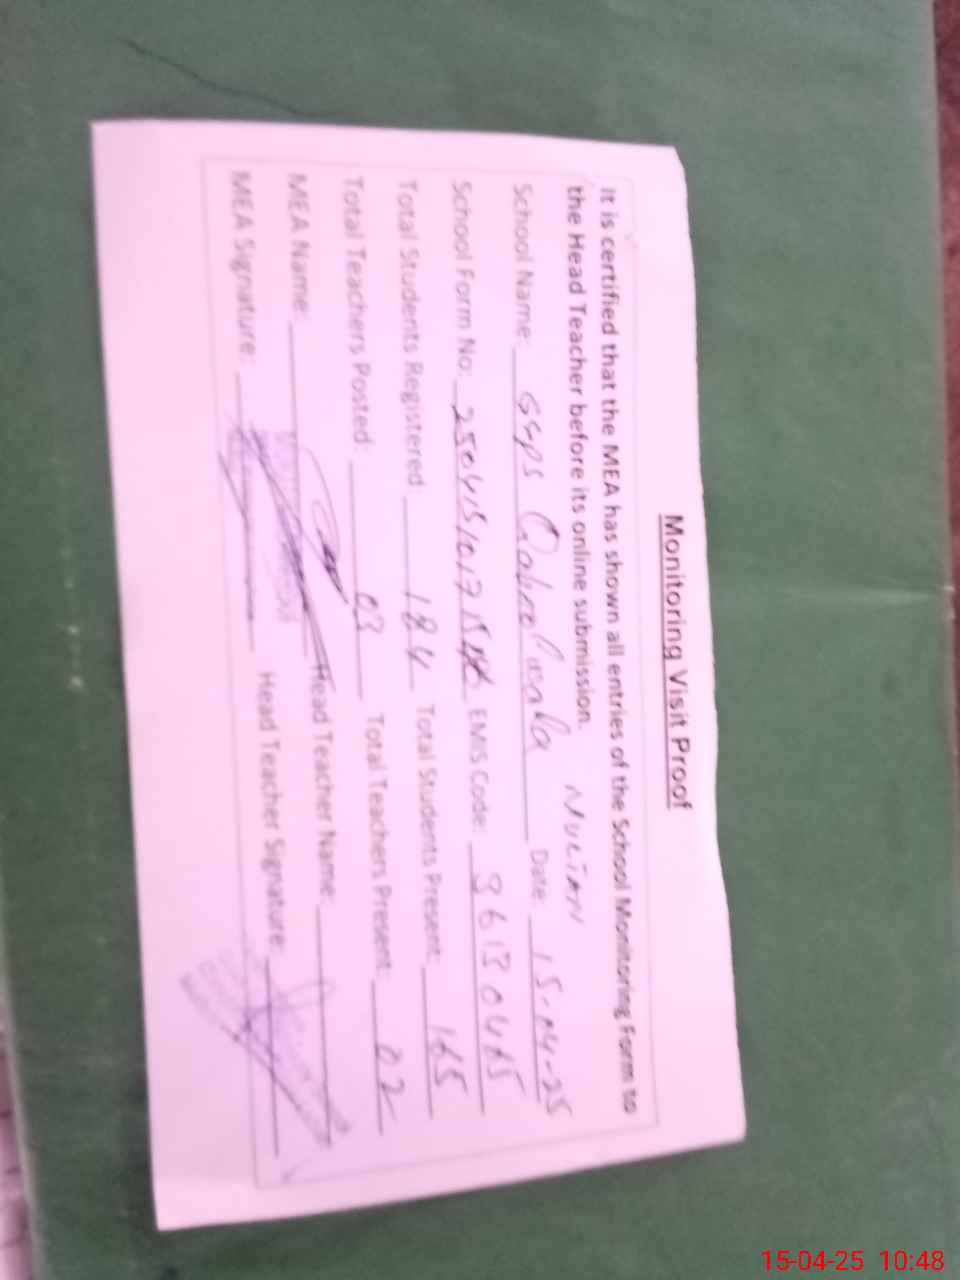 Monitoring Visit Proof
It is certified that the MEA has shown all entries of the School Monitoring Form to
the Head Teacher before its online submission.
School Name: GGPS Date: 15-04-25
School Form No: EMIS Code: 36130465
Total Students Registered: 184 Total Students Present: 165
Total Teachers Posted: 03 Total Teachers Present: 02
MEA Name: Head Teacher Name:
MEA Signature: Head Teacher Signature:
15-04-25 10:48